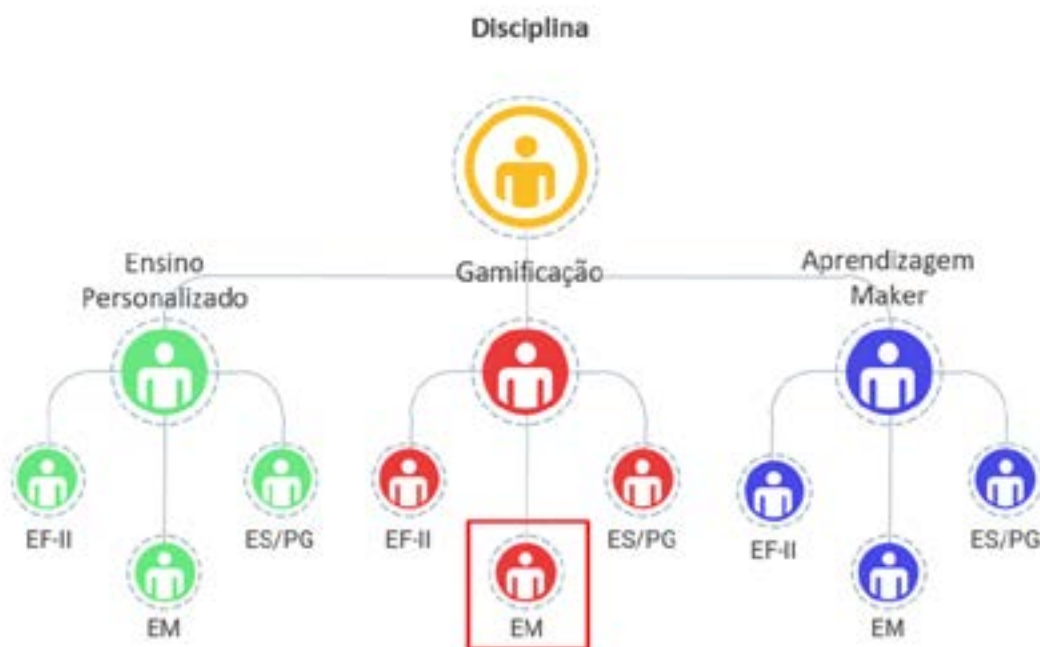 Disciplina
Ensino
Personalizado
Gamificação
Aprendizagem
Maker
EF-II
ES/PG
EM
EF-II
ES/PG
EM
EF-II
ES/PG
EM